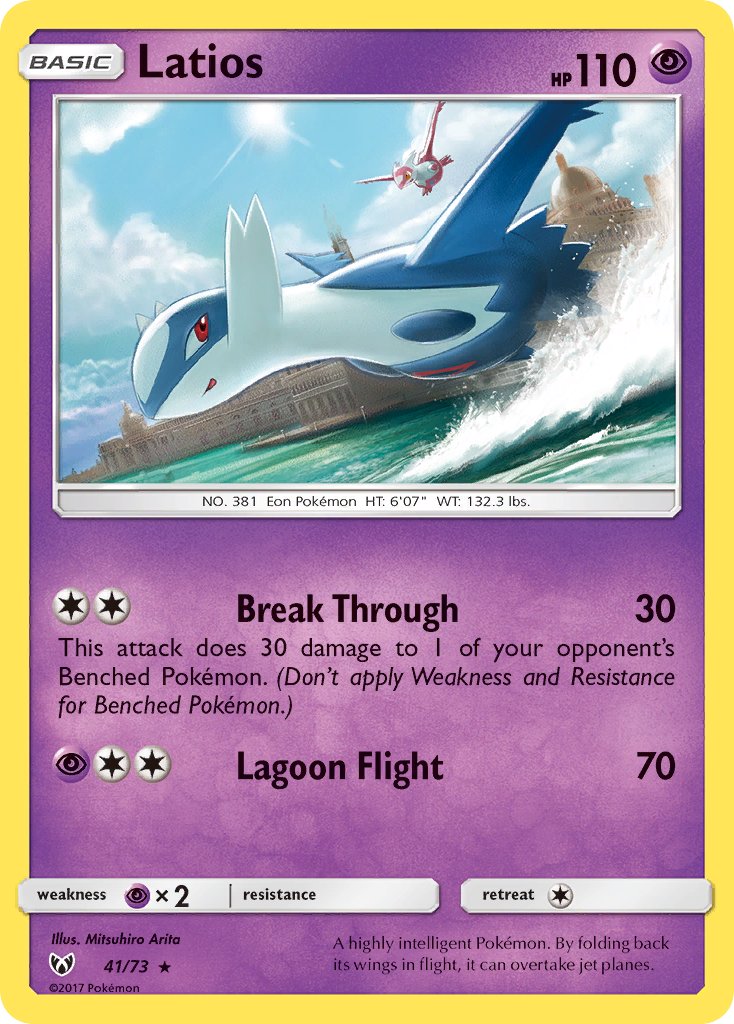 BASIC Latios HP 110
NO. 381 Eon Pokémon HT: 6'07" WT: 132.3 lbs.
Break Through 30
This attack does 30 damage to 1 of your opponent's
Benched Pokémon. (Don't apply Weakness and Resistance
for Benched Pokémon.)
Lagoon Flight 70
weakness × 2 resistance retreat
Illus. Mitsuhiro Arita
41/73 ★
©2017 Pokémon
A highly intelligent Pokémon. By folding back
its wings in flight, it can overtake jet planes.